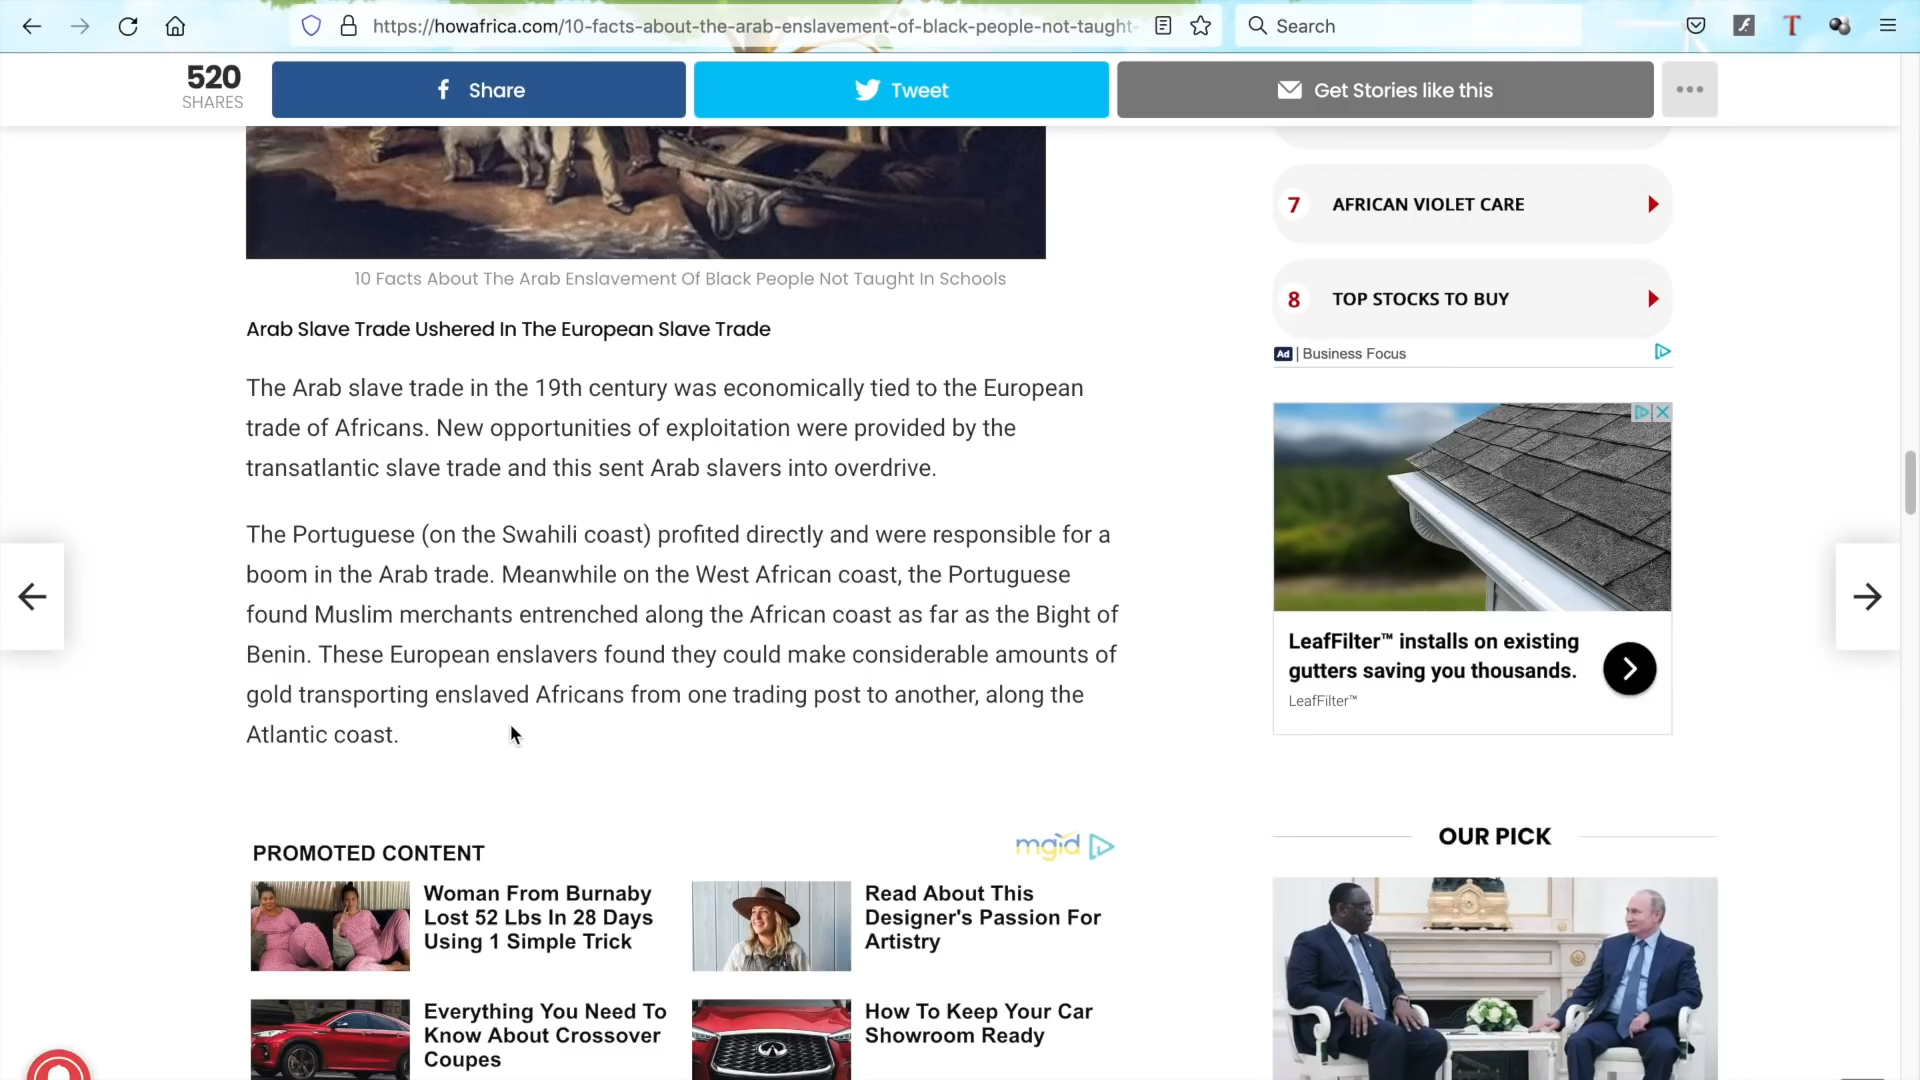 https://howafrica.com/10-facts-about-the-arab-enslavement-of-black-people-not-taught-
Search
520
SHARES
Share
Tweet
Get Stories like this
10 Facts About The Arab Enslavement Of Black People Not Taught In Schools
Arab Slave Trade Ushered In The European Slave Trade
The Arab slave trade in the 19th century was economically tied to the European
trade of Africans. New opportunities of exploitation were provided by the
transatlantic slave trade and this sent Arab slavers into overdrive.
The Portuguese (on the Swahili coast) profited directly and were responsible for a
boom in the Arab trade. Meanwhile on the West African coast, the Portuguese
found Muslim merchants entrenched along the African coast as far as the Bight of
Benin. These European enslavers found they could make considerable amounts of
gold transporting enslaved Africans from one trading post to another, along the
Atlantic coast.
PROMOTED CONTENT
mgid
Woman From Burnaby
Lost 52 Lbs In 28 Days
Using 1 Simple Trick
Read About This
Designer's Passion For
Artistry
Everything You Need To
Know About Crossover
Coupes
How To Keep Your Car
Showroom Ready
7 AFRICAN VIOLET CARE
8 TOP STOCKS TO BUY
Ad | Business Focus
LeafFilter™ installs on existing
gutters saving you thousands.
LeafFilter™
OUR PICK